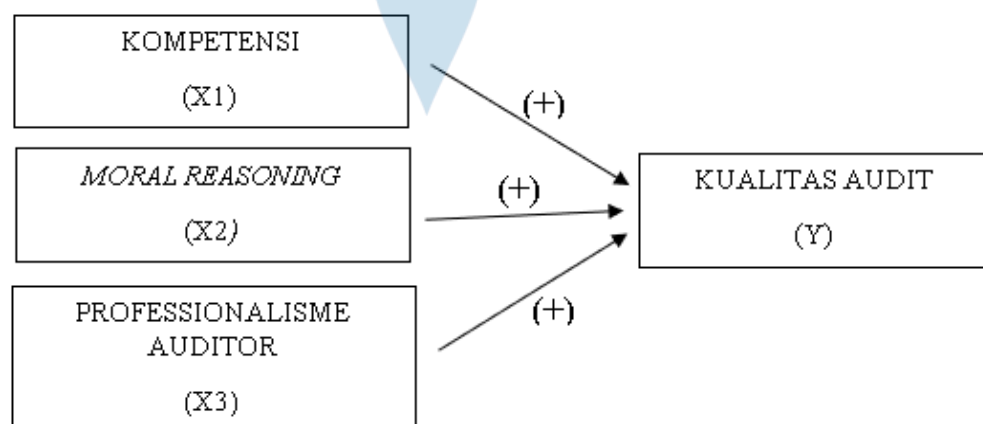 KOMPETENSI
(X1)
(+)
MORAL REASONING
(X2)
(+)
KUALITAS AUDIT
(Y)
PROFESSIONALISME
AUDITOR
(X3)
(+)